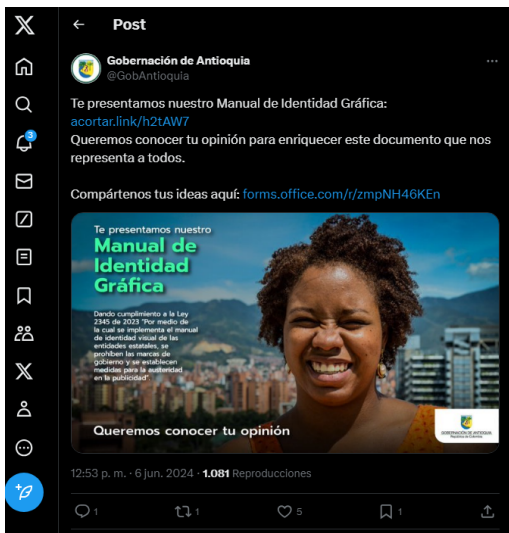 Post
Gobernación de Antioquia
@GobAntioquia
Te presentamos nuestro Manual de Identidad Gráfica:
acortar.link/h2tAW7
Queremos conocer tu opinión para enriquecer este documento que nos
representa a todos.
Compártenos tus ideas aquí: forms.office.com/r/zmpNH46KEn
Te presentamos nuestro
Manual de
Identidad
Gráfica
Dando cumplimiento a la Ley
2345 de 2023 "Por medio de
la cual se implementa el manual
de identidad visual de las
entidades estatales, se
prohíben las marcas de
gobierno y se establecen
medidas para la austeridad
en la publicidad".
Queremos conocer tu opinión
GOBERNACIÓN DE ANTIOQUIA
República de Colombia
12:53 p. m. · 6 jun. 2024 · 1.081 Reproducciones
1 1 5 1
3